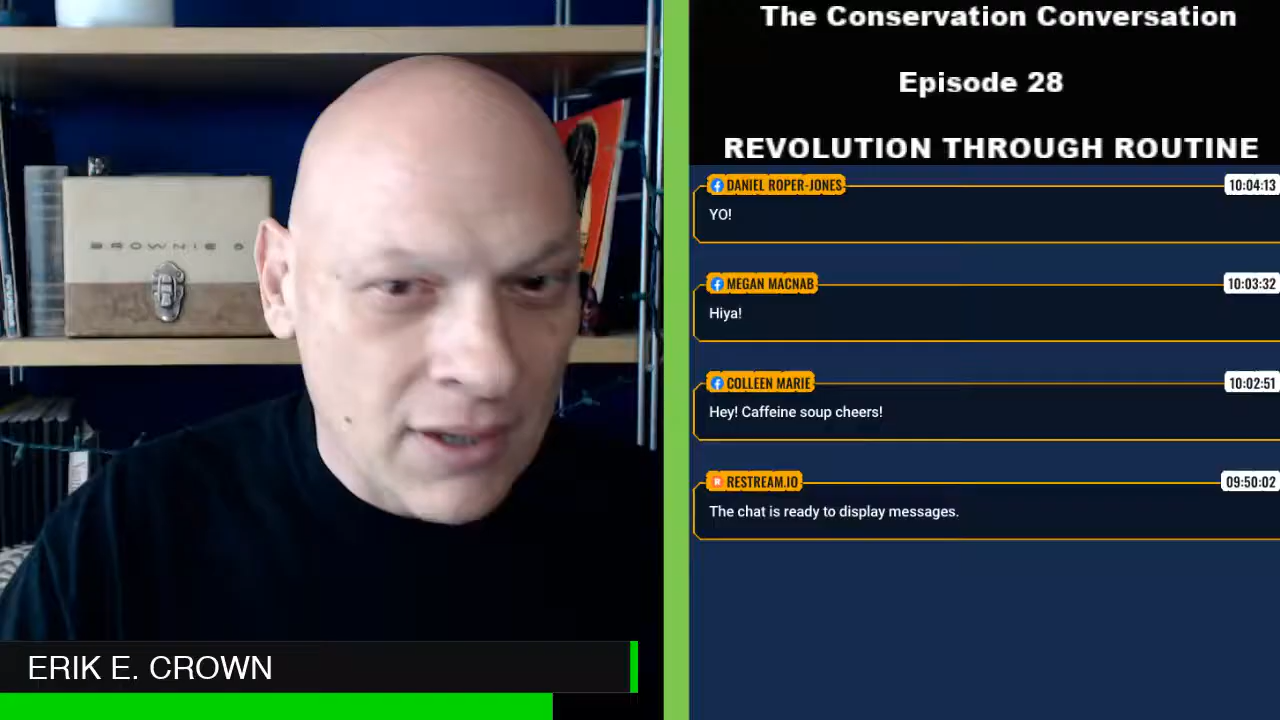 The Conservation Conversation
Episode 28
REVOLUTION THROUGH ROUTINE
DANIEL ROPER-JONES 10:04:13
YO!
MEGAN MACNAB 10:03:32
Hiya!
COLLEEN MARIE 10:02:51
Hey! Caffeine soup cheers!
RESTREAM.IO 09:50:02
The chat is ready to display messages.
BROWNIE 8
ERIK E. CROWN